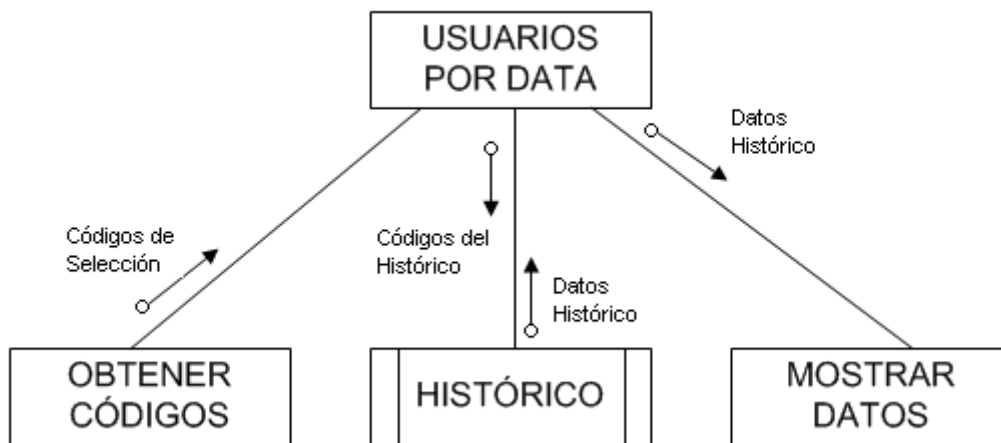 USUARIOS
POR DATA
Datos
Histórico
Códigos de
Selección
Códigos del
Histórico
Datos
Histórico
OBTENER
CÓDIGOS
HISTÓRICO
MOSTRAR
DATOS